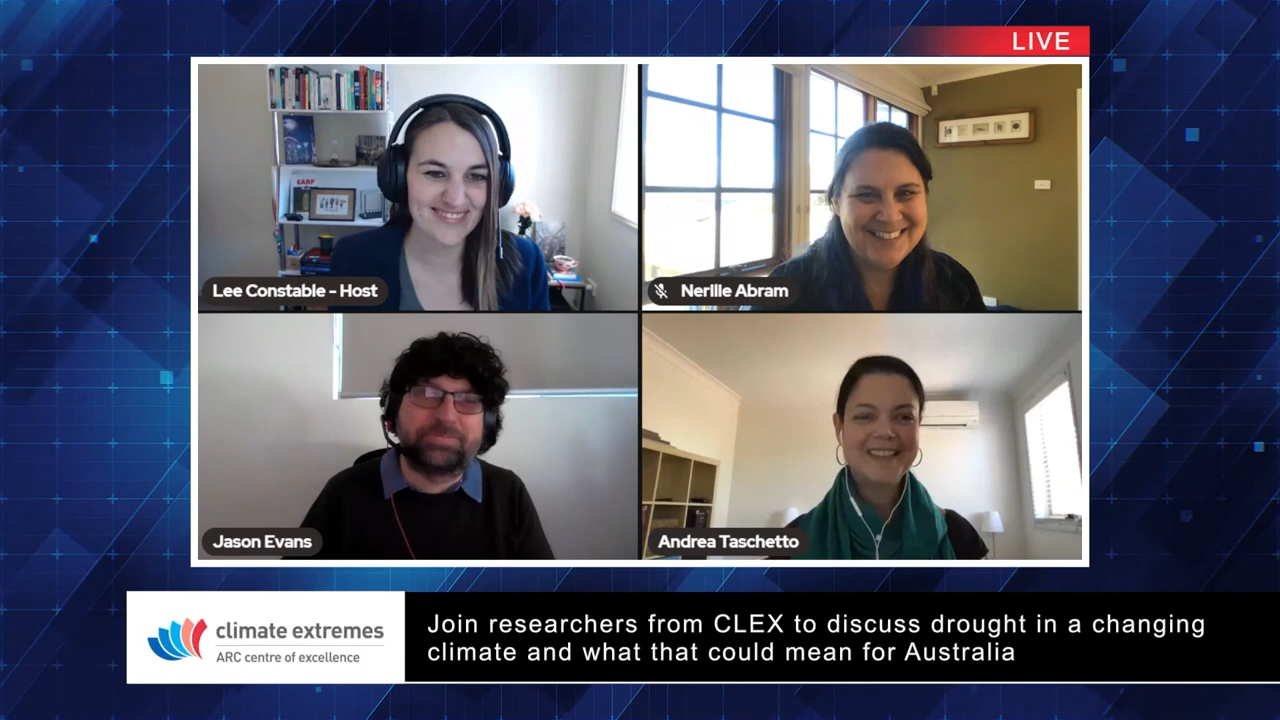 LIVE
Lee Constable - Host
Nerilie Abram
CARP
Jason Evans
Andrea Taschetto
climate extremes
ARC centre of excellence
Join researchers from CLEX to discuss drought in a changing
climate and what that could mean for Australia